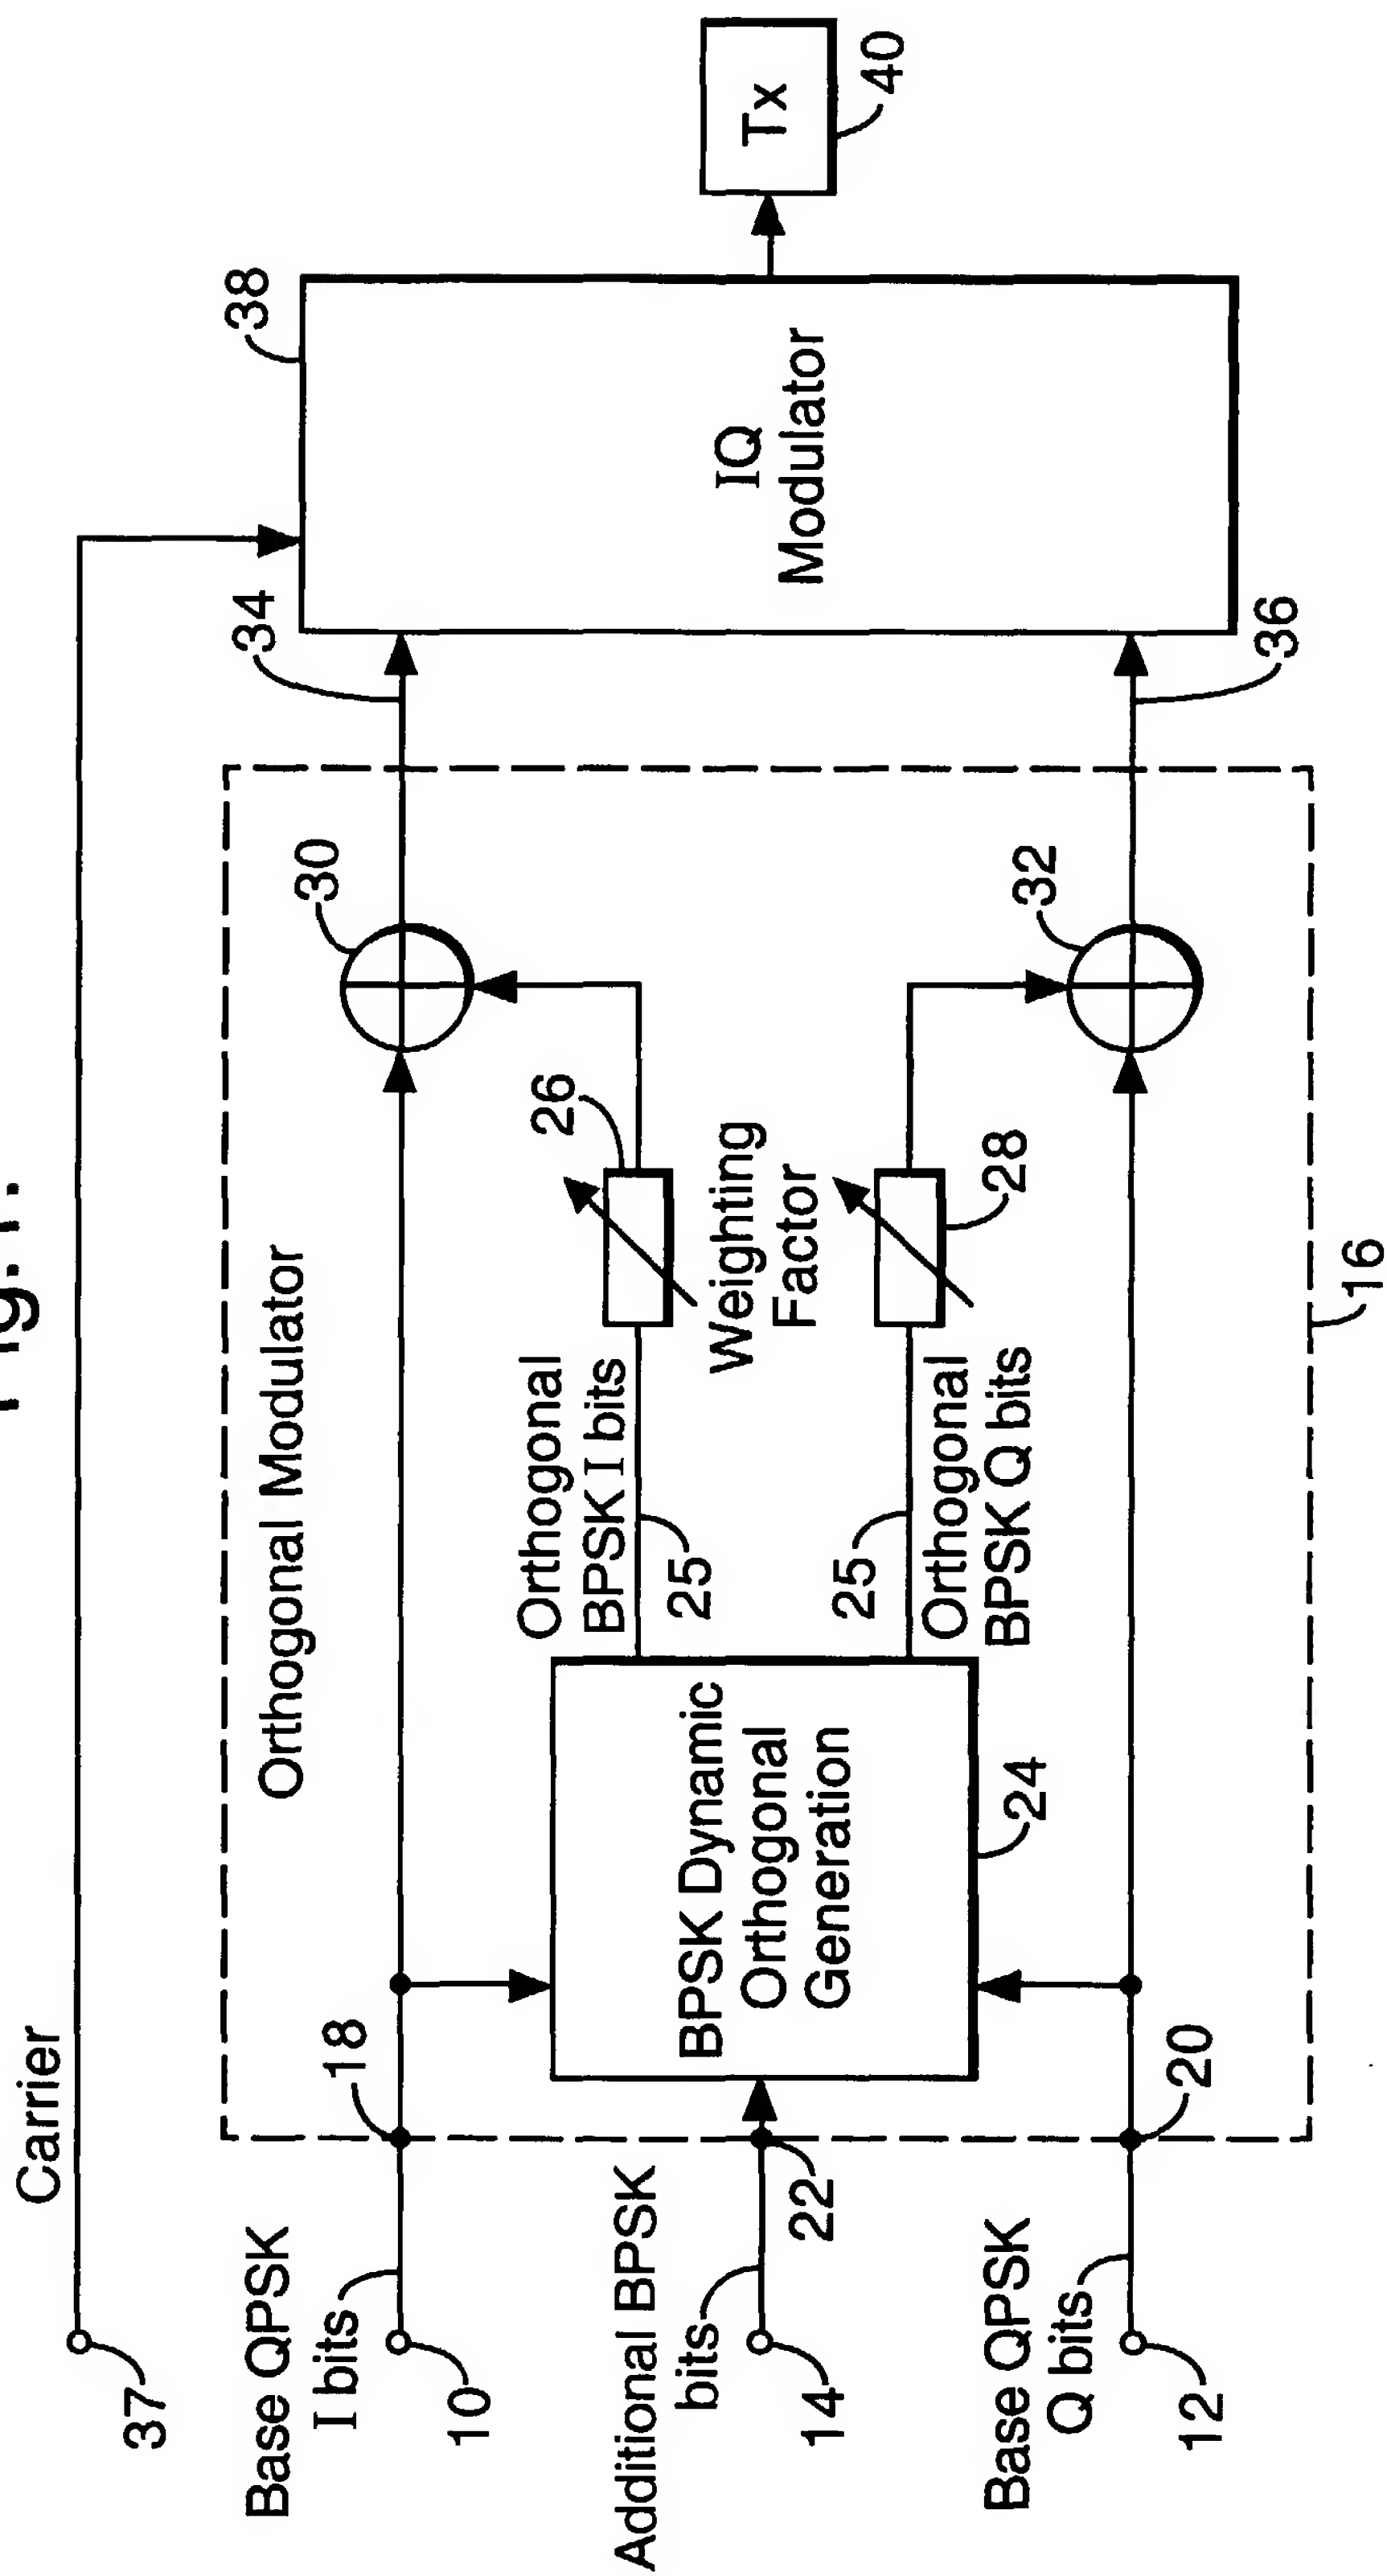 Fig.1.
Carrier
37
Orthogonal Modulator
Base QPSK
I bits
10
18
30
34
38
Additional BPSK
bits
14
22
BPSK Dynamic
Orthogonal
Generation
24
Orthogonal
BPSK I bits
25
26
Weighting
Factor
25
Orthogonal
BPSK Q bits
28
IQ
Modulator
Tx
40
Base QPSK
Q bits
12
20
32
36
16